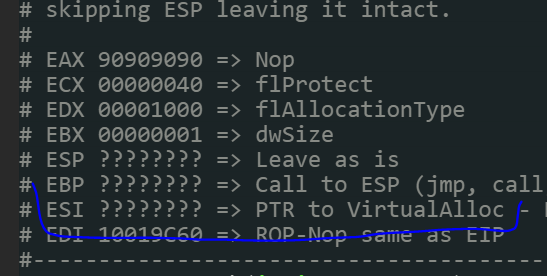 # skipping ESP leaving it intact.
#
# EAX 90909090 => Nop
# ECX 00000040 => flProtect
# EDX 00001000 => flAllocationType
# EBX 00000001 => dwSize
# ESP ???????? => Leave as is
# EBP ???????? => Call to ESP (jmp, call
# ESI ???????? => PTR to VirtualAlloc -
# EDI 10019C60 => ROP-Nop same as EIP
#---------------------------------------